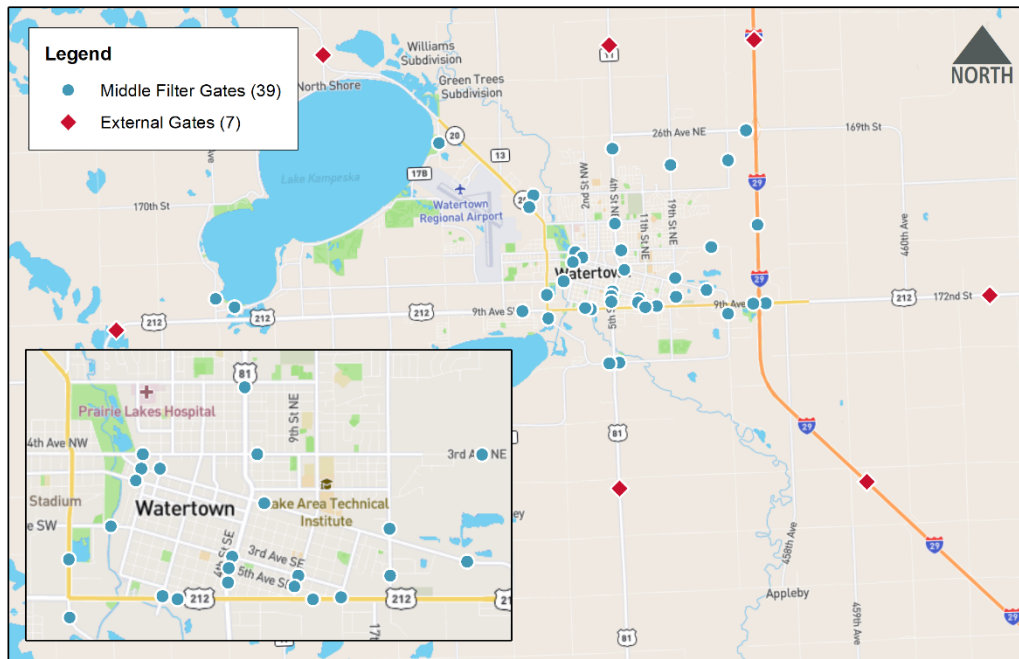 Legend
Middle Filter Gates (39)
External Gates (7)
Williams
Subdivision
North Shore
Green Trees
Subdivision
NORTH
29
20
13
17B
26th Ave NE
169th St
Lake Kampeska
Watertown
Regional Airport
170th St
2nd St NW
4th St NE
11th St NE
19th St NE
29
460th Ave
Watertown
29
9th Ave
212
172nd St
212
212
9th Ave SW
5th St
81
29
458th Ave
Appleby
29
459th Ave
29
81
81
Prairie Lakes Hospital
9th St NE
4th Ave NW
3rd Ave NE
Stadium
Watertown
Lake Area Technical
Institute
e SW
4th St SE
3rd Ave SE
5th Ave SE
212
212
212
17th